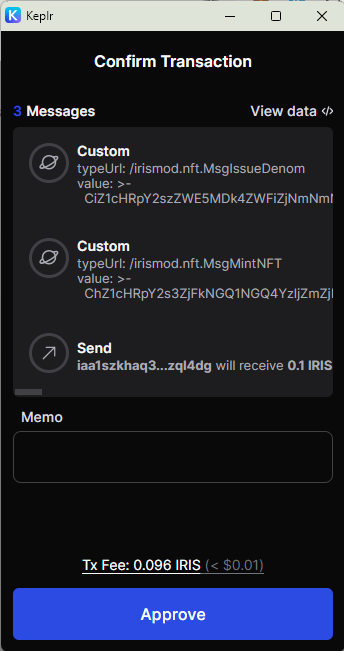 Keplr
Confirm Transaction
3 Messages
View data </>
Custom
typeUrl: /irismod.nft.MsgIssueDenom
value: >-
CiZ1cHRpY2szZWE5MDk4ZWFiZjNmNmN
Custom
typeUrl: /irismod.nft.MsgMintNFT
value: >-
ChZ1cHRpY2s3ZjFkNGQ1NGQ4YzljZmZj
Send
iaa1szkhaq3...zql4dg will receive 0.1 IRIS
Memo
Tx Fee: 0.096 IRIS (< $0.01)
Approve